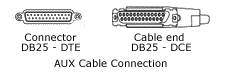 Connector
DB25 - DTE
Cable end
DB25 - DCE
AUX Cable Connection